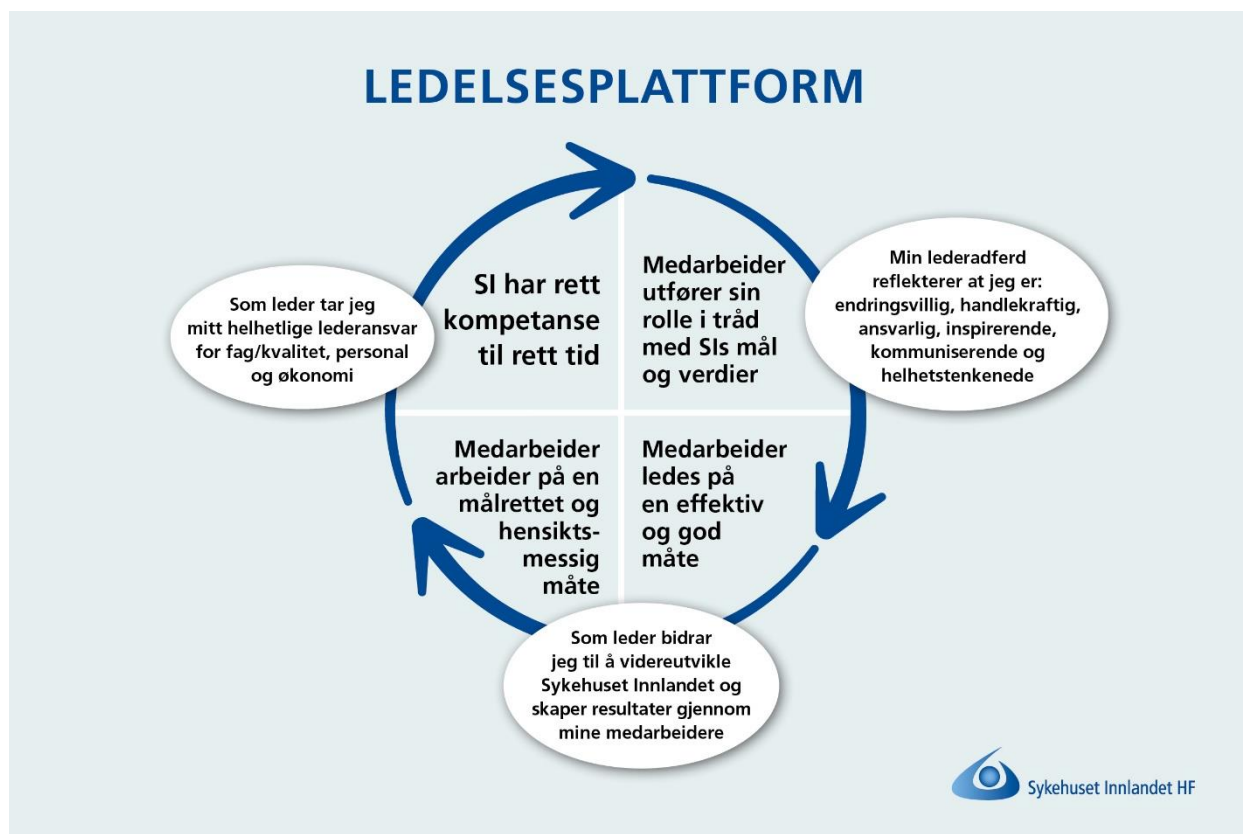 LEDELSESPLATTFORM
SI har rett
kompetanse
til rett tid
Medarbeider
utfører sin
rolle i tråd
med SIs mål
og verdier
Min lederadferd
reflekterer at jeg er:
endringsvillig, handlekraftig,
ansvarlig, inspirerende,
kommuniserende og
helhetstenkenede
Som leder tar jeg
mitt helhetlige lederansvar
for fag/kvalitet, personal
og økonomi
Medarbeider
arbeider på en
målrettet og
hensikts-
messig
måte
Medarbeider
ledes på
en effektiv
og god
måte
Som leder bidrar
jeg til å videreutvikle
Sykehuset Innlandet og
skaper resultater gjennom
mine medarbeidere
Sykehuset Innlandet HF